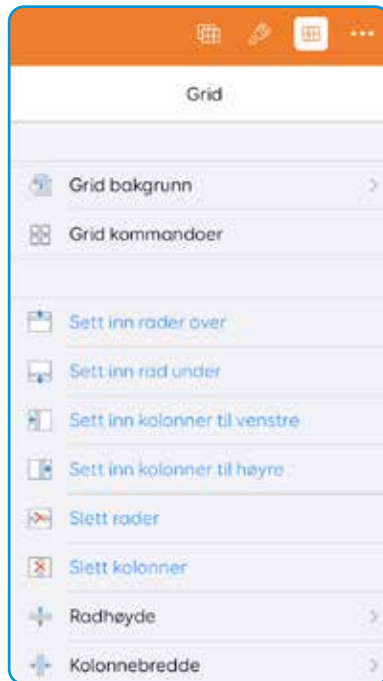 Grid
Grid bakgrunn
Grid kommandoer
Sett inn rader over
Sett inn rad under
Sett inn kolonner til venstre
Sett inn kolonner til høyre
Slett rader
Slett kolonner
Radhøyde
Kolonnebredde